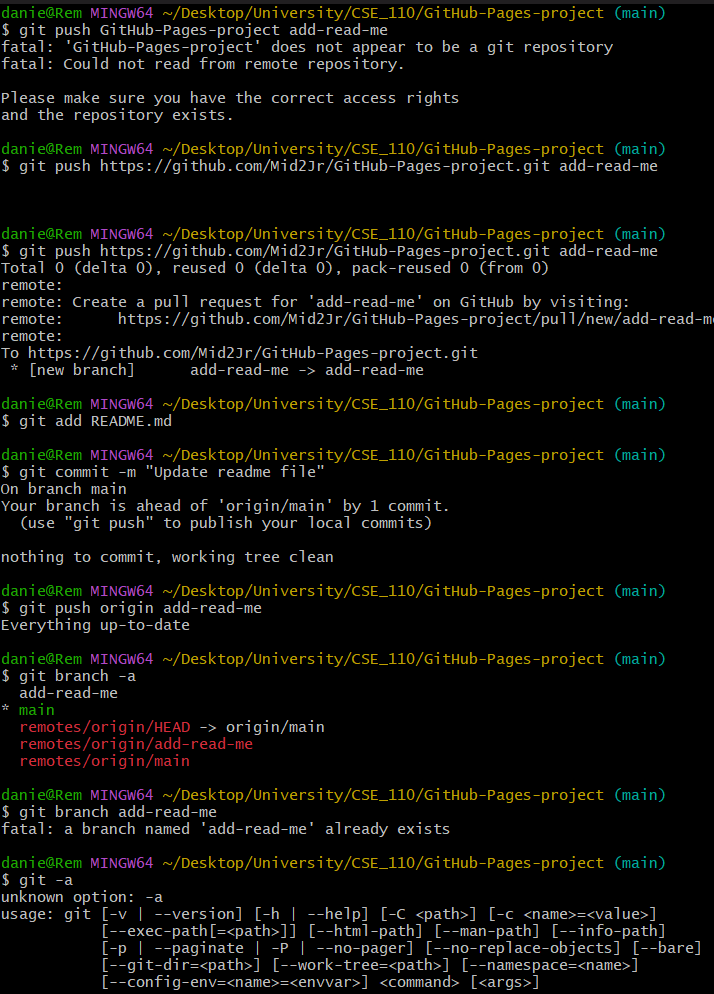 danie@Rem MINGW64 ~/Desktop/University/CSE_110/GitHub-Pages-project (main)
$ git push GitHub-Pages-project add-read-me
fatal: 'GitHub-Pages-project' does not appear to be a git repository
fatal: Could not read from remote repository.

Please make sure you have the correct access rights
and the repository exists.

danie@Rem MINGW64 ~/Desktop/University/CSE_110/GitHub-Pages-project (main)
$ git push https://github.com/Mid2Jr/GitHub-Pages-project.git add-read-me

danie@Rem MINGW64 ~/Desktop/University/CSE_110/GitHub-Pages-project (main)
$ git push https://github.com/Mid2Jr/GitHub-Pages-project.git add-read-me
Total 0 (delta 0), reused 0 (delta 0), pack-reused 0 (from 0)
remote:
remote: Create a pull request for 'add-read-me' on GitHub by visiting:
remote:      https://github.com/Mid2Jr/GitHub-Pages-project/pull/new/add-read-m
remote:
To https://github.com/Mid2Jr/GitHub-Pages-project.git
 * [new branch]      add-read-me -> add-read-me

danie@Rem MINGW64 ~/Desktop/University/CSE_110/GitHub-Pages-project (main)
$ git add README.md

danie@Rem MINGW64 ~/Desktop/University/CSE_110/GitHub-Pages-project (main)
$ git commit -m "Update readme file"
On branch main
Your branch is ahead of 'origin/main' by 1 commit.
  (use "git push" to publish your local commits)

nothing to commit, working tree clean

danie@Rem MINGW64 ~/Desktop/University/CSE_110/GitHub-Pages-project (main)
$ git push origin add-read-me
Everything up-to-date

danie@Rem MINGW64 ~/Desktop/University/CSE_110/GitHub-Pages-project (main)
$ git branch -a
  add-read-me
* main
  remotes/origin/HEAD -> origin/main
  remotes/origin/add-read-me
  remotes/origin/main

danie@Rem MINGW64 ~/Desktop/University/CSE_110/GitHub-Pages-project (main)
$ git branch add-read-me
fatal: a branch named 'add-read-me' already exists

danie@Rem MINGW64 ~/Desktop/University/CSE_110/GitHub-Pages-project (main)
$ git -a
unknown option: -a
usage: git [-v | --version] [-h | --help] [-C <path>] [-c <name>=<value>]
           [--exec-path[=<path>]] [--html-path] [--man-path] [--info-path]
           [-p | --paginate | -P | --no-pager] [--no-replace-objects] [--bare]
           [--git-dir=<path>] [--work-tree=<path>] [--namespace=<name>]
           [--config-env=<name>=<envvar>] <command> [<args>]